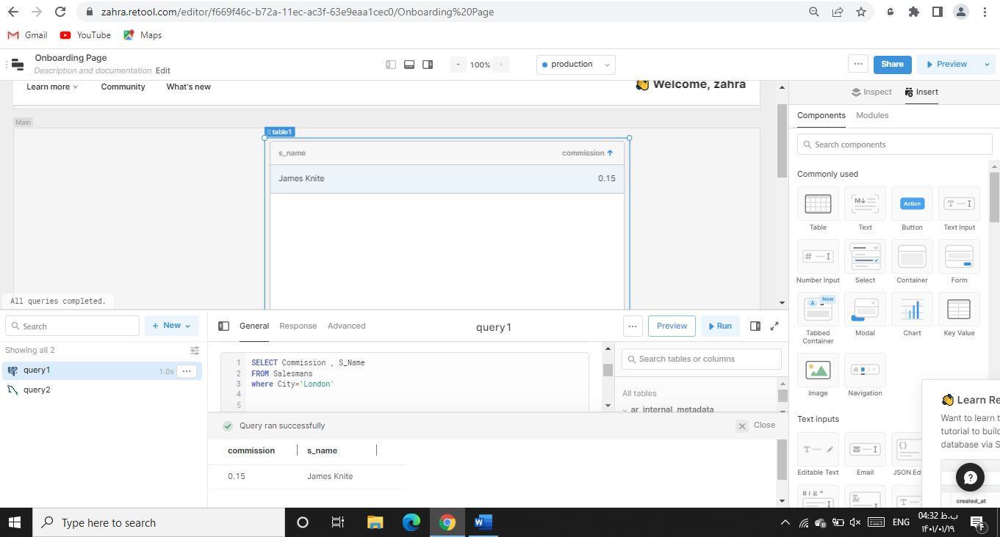 zahra.retool.com/editor/f669f46c-b72a-11ec-ac3f-63e9eaa1cec0/Onboarding%20Page
Gmail YouTube Maps
Onboarding Page
Description and documentation Edit
- 100% +
production
...
Share
Preview
Learn more Community What's new
Welcome, zahra
Main
table1
s_name commission
James Knite 0.15
All queries completed.
Inspect Insert
Components Modules
Search components
Commonly used
Action
Table Text Button Text Input
Number Input Select Container Form
New
Tabbed Container Modal Chart Key Value
Image Navigation
Text inputs
Editable Text Email JSON Ed
Search
+ New
Showing all 2
query1 1.0s ...
query2
General Response Advanced
query1
... Preview Run
1 SELECT Commission , S_Name
2 FROM Salesmans
3 where City='London'
4
5
Search tables or columns
All tables
ar_internal_metadata
Query ran successfully
Close
commission s_name
0.15 James Knite
Learn Re
Want to learn t
tutorial to build
database via S
created_at
Type here to search
ENG
04:32 ب.ظ
۱۴۰۱/۰۱/۱۹